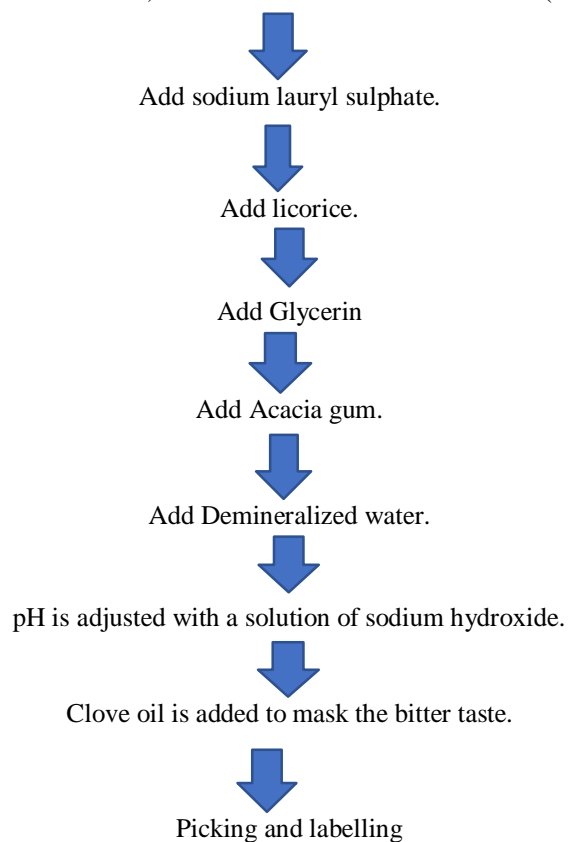 Add sodium lauryl sulphate.
Add licorice.
Add Glycerin
Add Acacia gum.
Add Demineralized water.
pH is adjusted with a solution of sodium hydroxide.
Clove oil is added to mask the bitter taste.
Picking and labelling